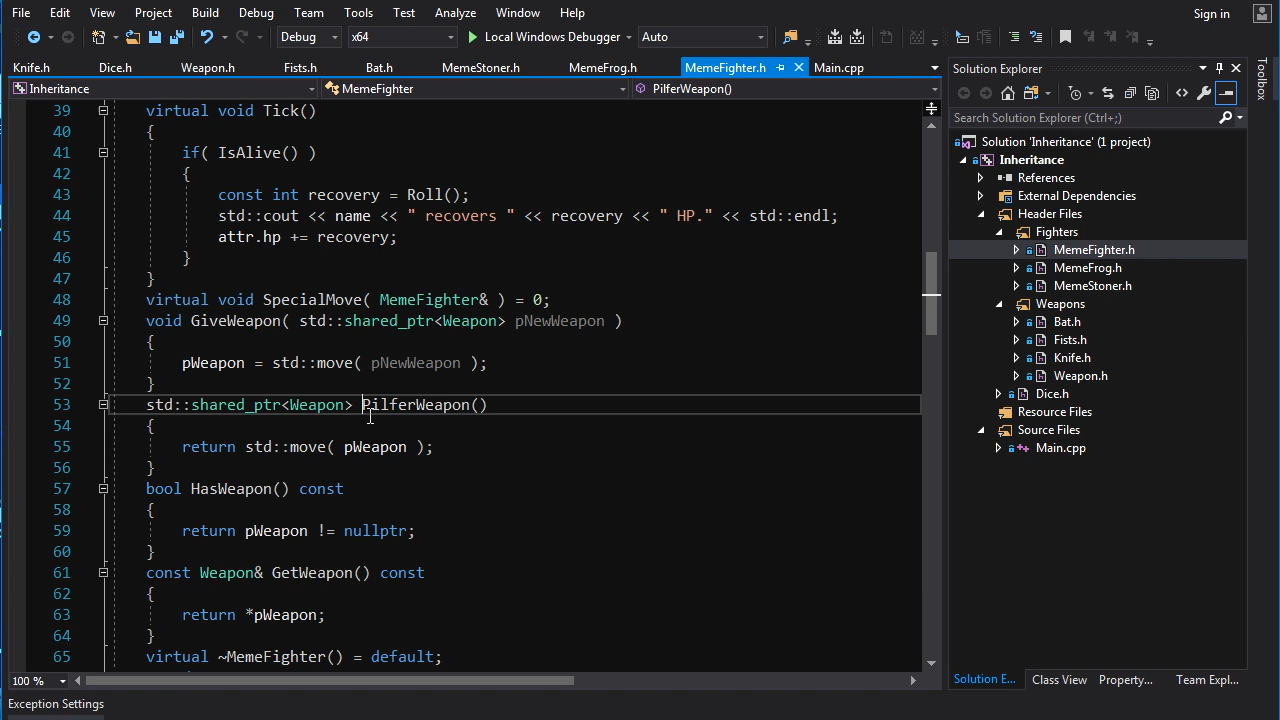 File Edit View Project Build Debug Team Tools Test Analyze Window Help Sign in
Debug x64 Local Windows Debugger Auto
Knife.h Dice.h Weapon.h Fists.h Bat.h MemeStoner.h MemeFrog.h MemeFighter.h Main.cpp
Inheritance MemeFighter PilferWeapon()
39 virtual void Tick()
40 {
41 if( IsAlive() )
42 {
43 const int recovery = Roll();
44 std::cout << name << " recovers " << recovery << " HP." << std::endl;
45 attr.hp += recovery;
46 }
47 }
48 virtual void SpecialMove( MemeFighter& ) = 0;
49 void GiveWeapon( std::shared_ptr<Weapon> pNewWeapon )
50 {
51 pWeapon = std::move( pNewWeapon );
52 }
53 std::shared_ptr<Weapon> PilferWeapon()
54 {
55 return std::move( pWeapon );
56 }
57 bool HasWeapon() const
58 {
59 return pWeapon != nullptr;
60 }
61 const Weapon& GetWeapon() const
62 {
63 return *pWeapon;
64 }
65 virtual ~MemeFighter() = default;
100 %
Exception Settings
Solution Explorer
Search Solution Explorer (Ctrl+;)
Solution 'Inheritance' (1 project)
Inheritance
References
External Dependencies
Header Files
Fighters
MemeFighter.h
MemeFrog.h
MemeStoner.h
Weapons
Bat.h
Fists.h
Knife.h
Weapon.h
Dice.h
Resource Files
Source Files
Main.cpp
Solution E... Class View Property... Team Expl...
Toolbox